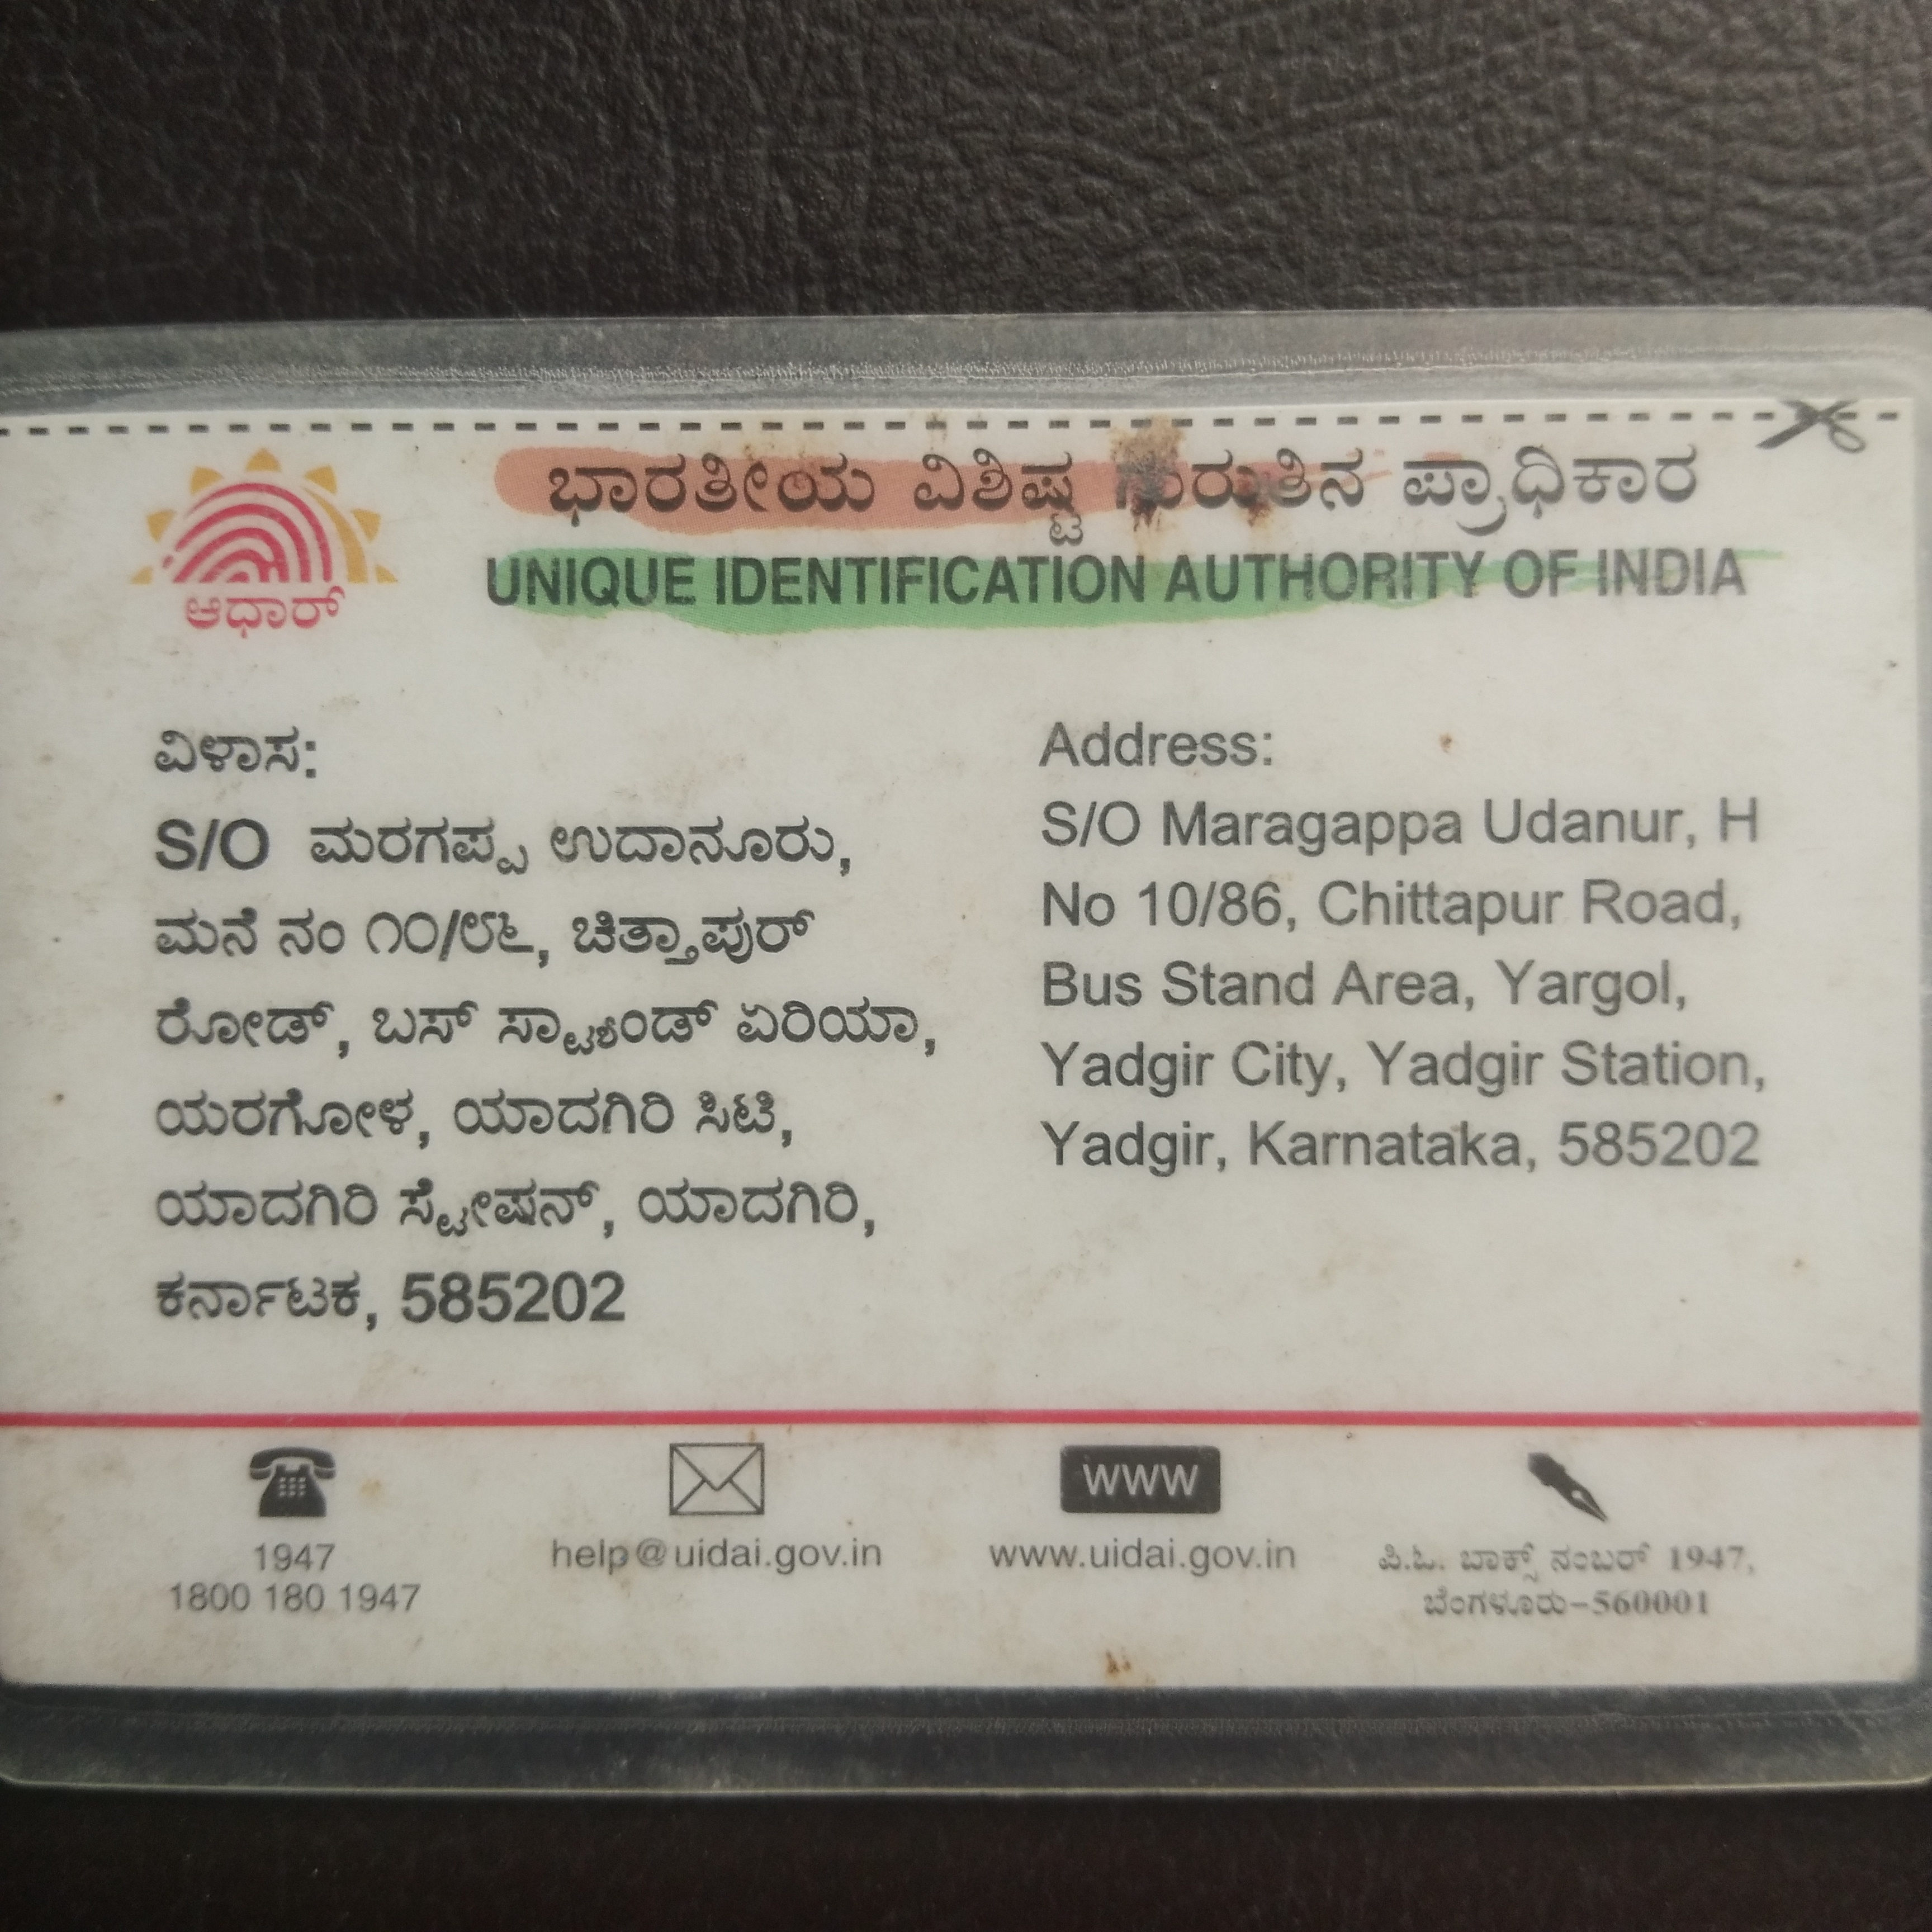 ಭಾರತೀಯ ವಿಶಿಷ್ಟ ಗುರುತಿನ ಪ್ರಾಧಿಕಾರ
UNIQUE IDENTIFICATION AUTHORITY OF INDIA
ಆಧಾರ್
ವಿಳಾಸ:
S/O ಮರಗಪ್ಪ ಉದಾನೂರು,
ಮನೆ ನಂ ೧೦/೮೬, ಚಿತ್ತಾಪುರ್
ರೋಡ್, ಬಸ್ ಸ್ಟ್ಯಾಂಡ್ ಏರಿಯಾ,
ಯರಗೋಳ, ಯಾದಗಿರಿ ಸಿಟಿ,
ಯಾದಗಿರಿ ಸ್ಟೇಷನ್, ಯಾದಗಿರಿ,
ಕರ್ನಾಟಕ, 585202
Address:
S/O Maragappa Udanur, H
No 10/86, Chittapur Road,
Bus Stand Area, Yargol,
Yadgir City, Yadgir Station,
Yadgir, Karnataka, 585202
1947
1800 180 1947
help@uidai.gov.in
WWW
www.uidai.gov.in
ಪಿ.ಓ. ಬಾಕ್ಸ್ ನಂಬರ್ 1947,
ಬೆಂಗಳೂರು-560001